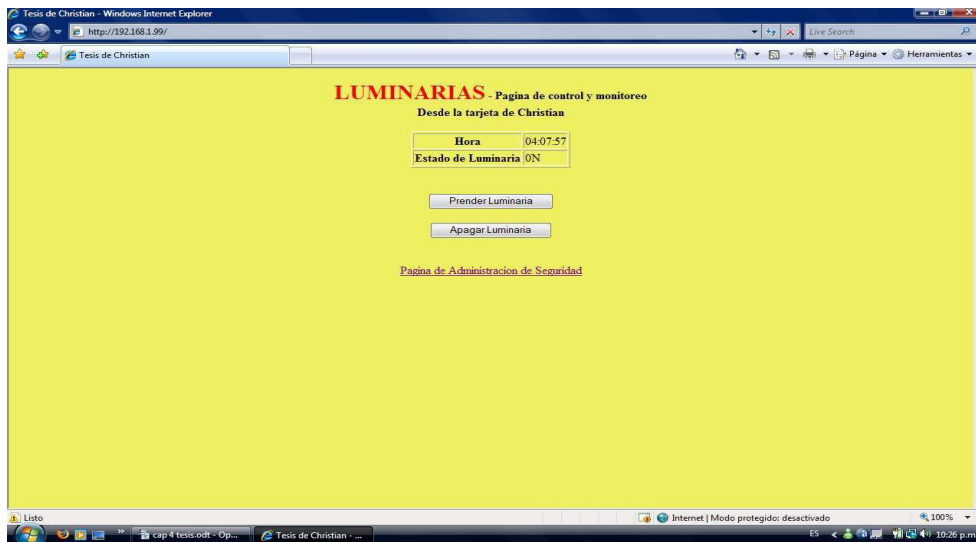 Tesis de Christian - Windows Internet Explorer
http://192.168.1.99/
Live Search
Tesis de Christian
Página
Herramientas
LUMINARIAS - Pagina de control y monitoreo
Desde la tarjeta de Christian
Hora 04:07:57
Estado de Luminaria 0N
Prender Luminaria
Apagar Luminaria
Pagina de Administracion de Seguridad
Listo
Internet | Modo protegido: desactivado
100%
cap 4 tesis.odt - Op...
Tesis de Christian - ...
ES
10:26 p.m.